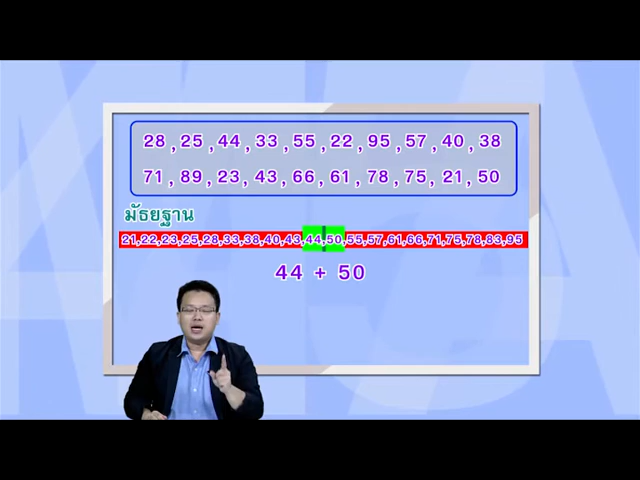 28 , 25 , 44 , 33 , 55 , 22 , 95 , 57 , 40 , 38
71 , 89 , 23 , 43 , 66 , 61 , 78 , 75 , 21 , 50
มัธยฐาน
21,22,23,25,28,33,38,40,43,44,50,55,57,61,66,71,75,78,83,95
44 + 50